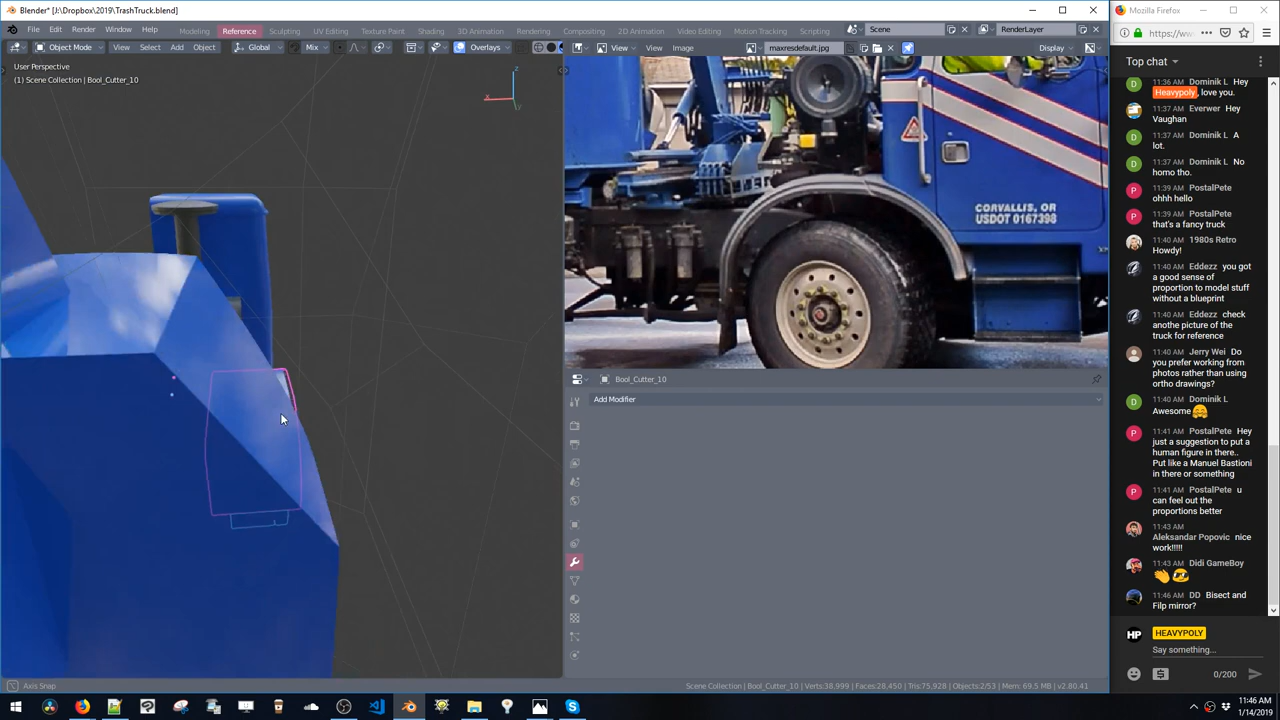 Blender* [J:\Dropbox\2019\TrashTruck.blend]
File Edit Render Window Help Modeling Reference Sculpting UV Editing Texture Paint Shading Animation Rendering Compositing 2D Animation Motion Tracking Video Editing Scripting
Object Mode View Select Add Object Global Mix Overlays View View Image maxresdefault.jpg Display
Scene RenderLayer
User Perspective
(1) Scene Collection | Bool_Cutter_10
z
x
CORVALLIS, OR
USDOT 0167398
Bool_Cutter_10
Add Modifier
Axis Snap
Scene Collection | Bool_Cutter_10 | Verts:38,999 | Faces:28,450 | Tris:75,928 | Objects:2/53 | Mem: 69.5 MB | v2.80.41
Mozilla Firefox
https://ww
Top chat
D 11:36 AM Dominik L Hey
Heavypoly, love you.
11:37 AM Everwer Hey
Vaughan
D 11:37 AM Dominik L A
lot.
D 11:37 AM Dominik L No
homo tho.
P 11:39 AM PostalPete
ohhh hello
P 11:39 AM PostalPete
that's a fancy truck
11:40 AM 1980s Retro
Howdy!
11:40 AM Eddezz you got
a good sense of
proportion to model stuff
without a blueprint
11:40 AM Eddezz check
anothe picture of the
truck for reference
11:40 AM Jerry Wei Do
you prefer working from
photos rather than using
ortho drawings?
D 11:40 AM Dominik L
Awesome
P 11:41 AM PostalPete Hey
just a suggestion to put a
human figure in there..
Put like a Manuel Bastioni
in there or something
P 11:41 AM PostalPete u
can feel out the
proportions better
11:43 AM
Aleksandar Popovic nice
work!!!!!
11:43 AM Didi GameBoy
11:46 AM DD Bisect and
Filp mirror?
HP HEAVYPOLY
Say something...
0/200
11:46 AM
1/14/2019